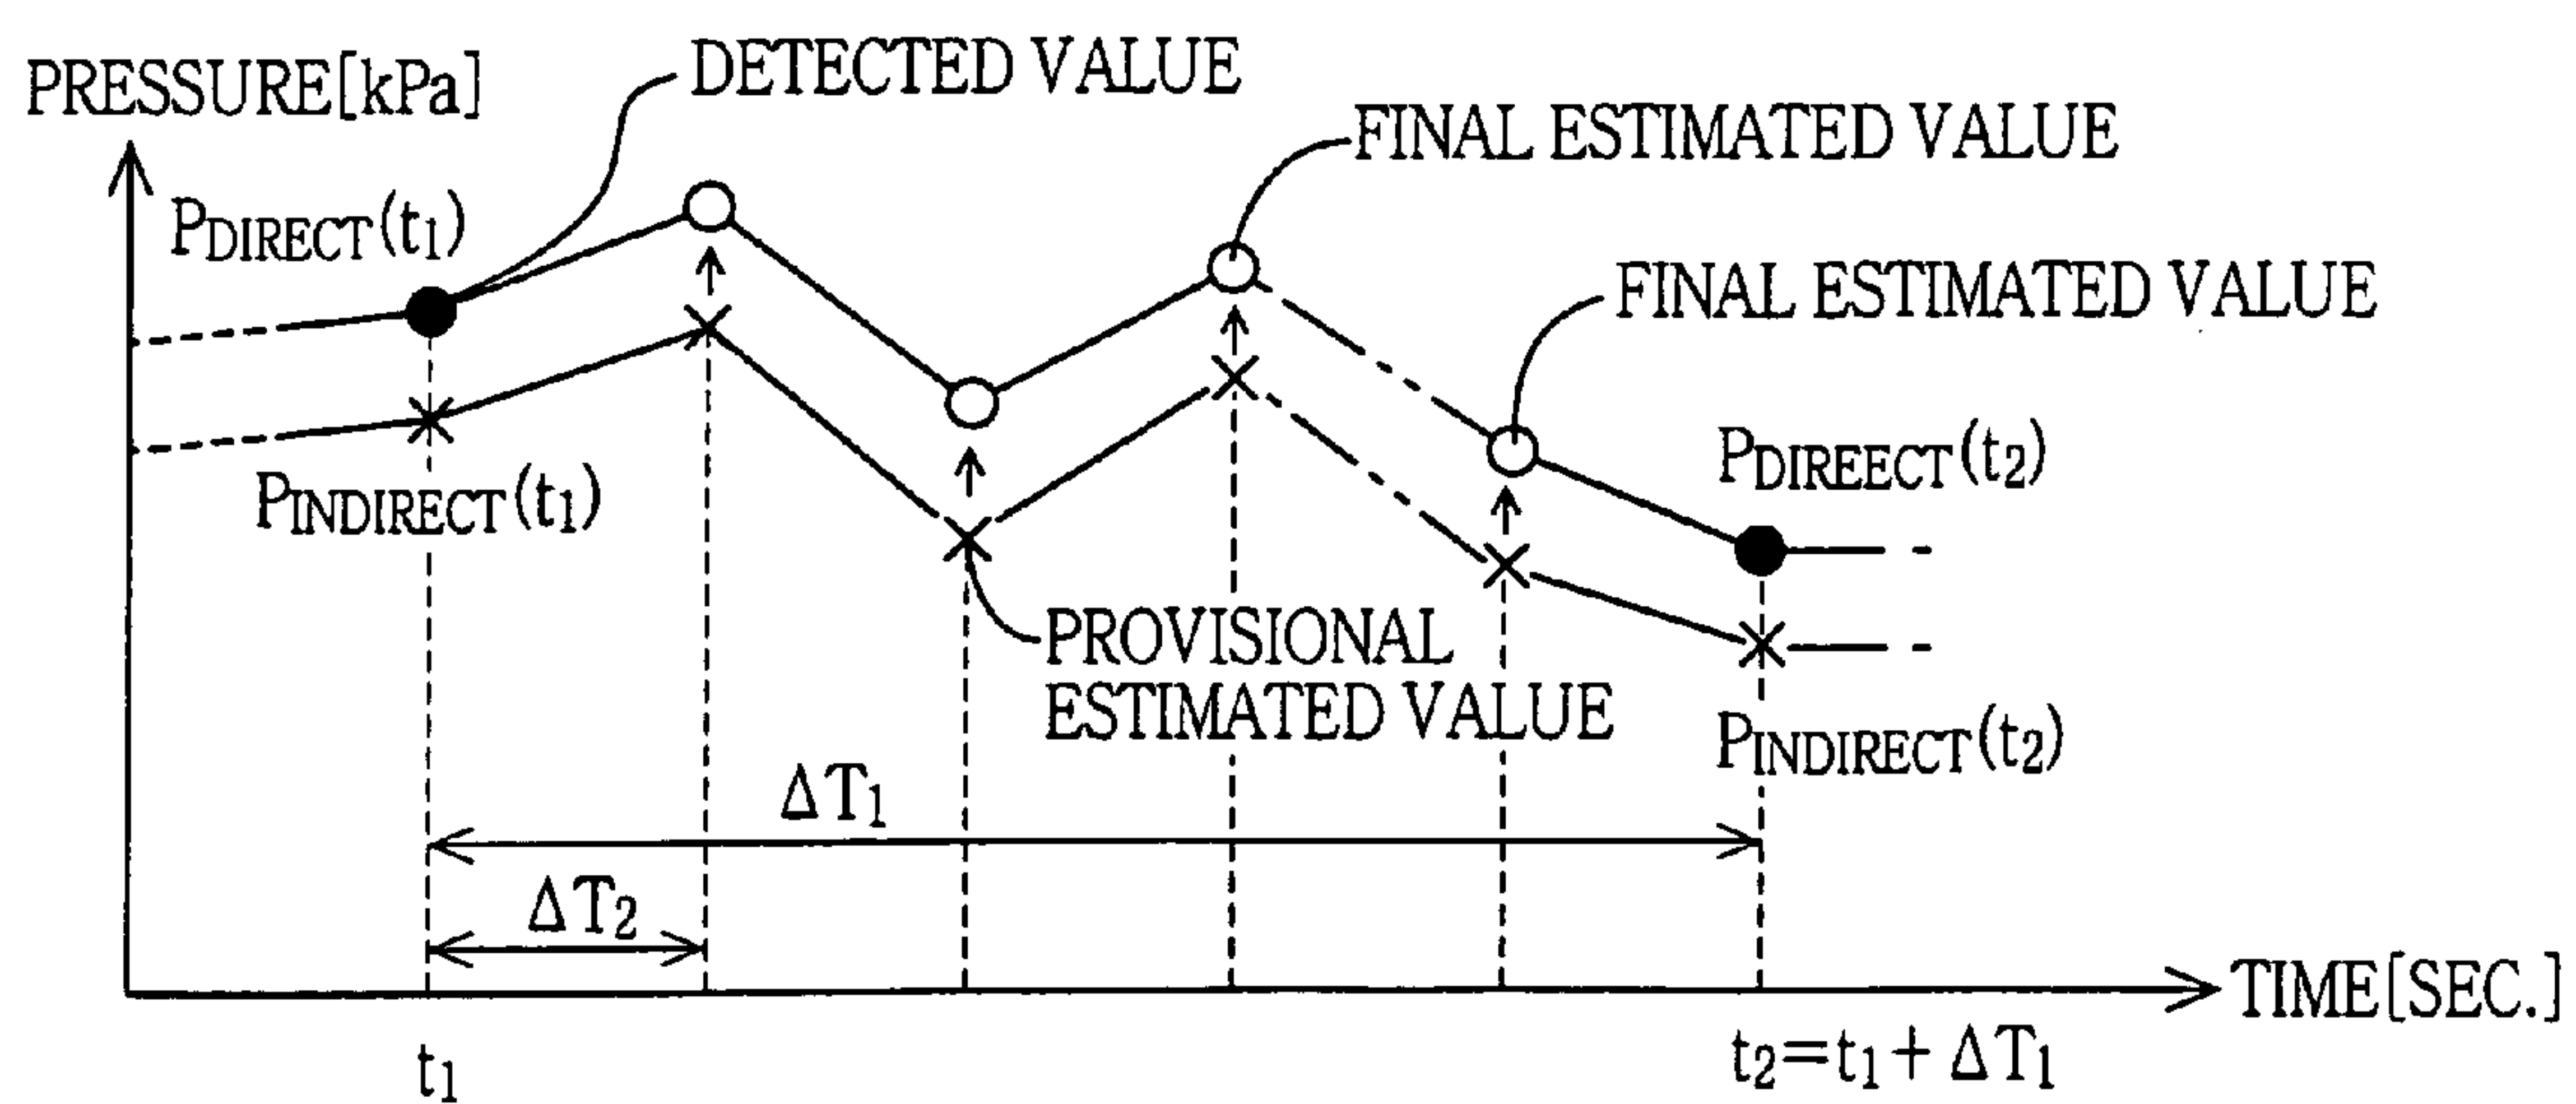 DETECTED VALUE
PRESSURE[kPa]
FINAL ESTIMATED VALUE
PDIRECT(t1)
FINAL ESTIMATED VALUE
PDIREECT(t2)
PINDIRECT(t1)
PROVISIONAL
ESTIMATED VALUE
PINDIRECT(t2)
ΔT1
ΔT2
TIME[SEC.]
t1
t2=t1+ΔT1